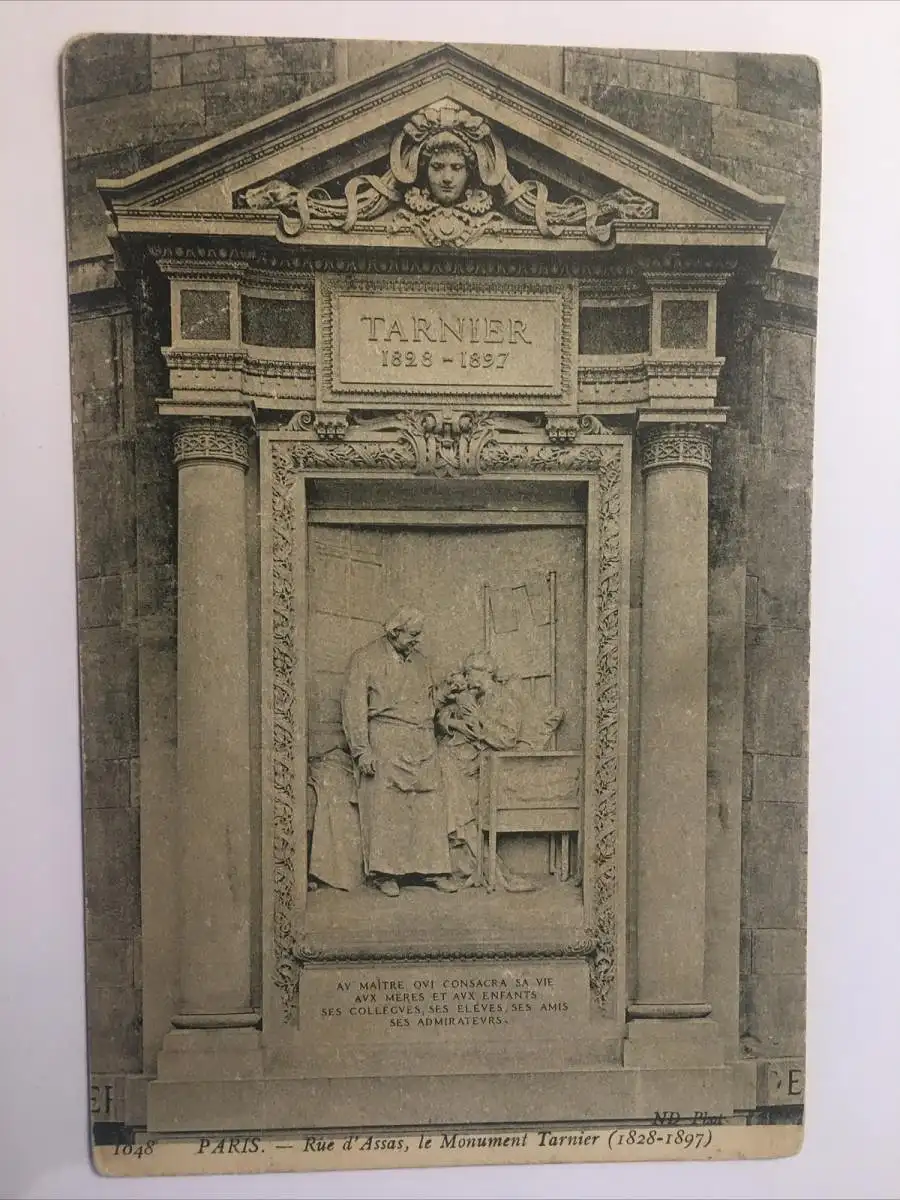 TARNIER
1828-1897
AV MAÎTRE QVI CONSACRA SA VIE
AVX MERES ET AVX ENFANTS
SES COLLEGVES, SES ELEVES, SES AMIS
SES ADMIRATEVRS.
ND Phot.
1048 PARIS. — Rue d'Assas, le Monument Tarnier (1828-1897)